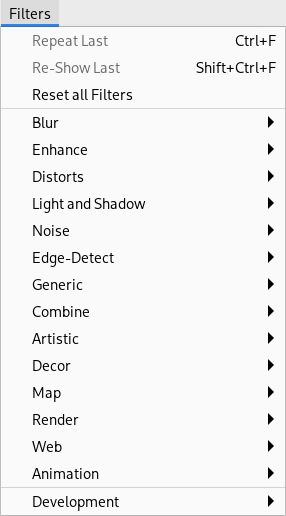 Filters
Repeat Last Ctrl+F
Re-Show Last Shift+Ctrl+F
Reset all Filters
Blur
Enhance
Distorts
Light and Shadow
Noise
Edge-Detect
Generic
Combine
Artistic
Decor
Map
Render
Web
Animation
Development